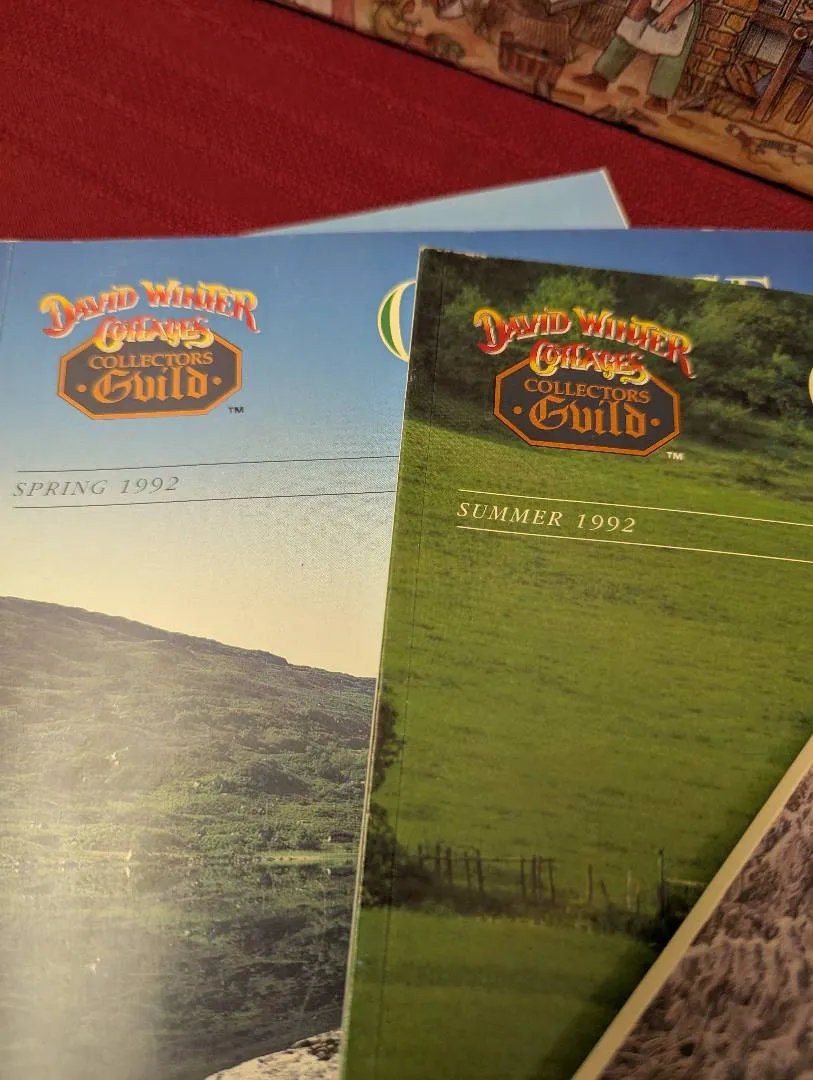 DAVID WINTER
COTTAGES
COLLECTORS
· Guild ·
TM
SPRING 1992
C
DAVID WINTER
COTTAGES
COLLECTORS
· Guild ·
TM
SUMMER 1992